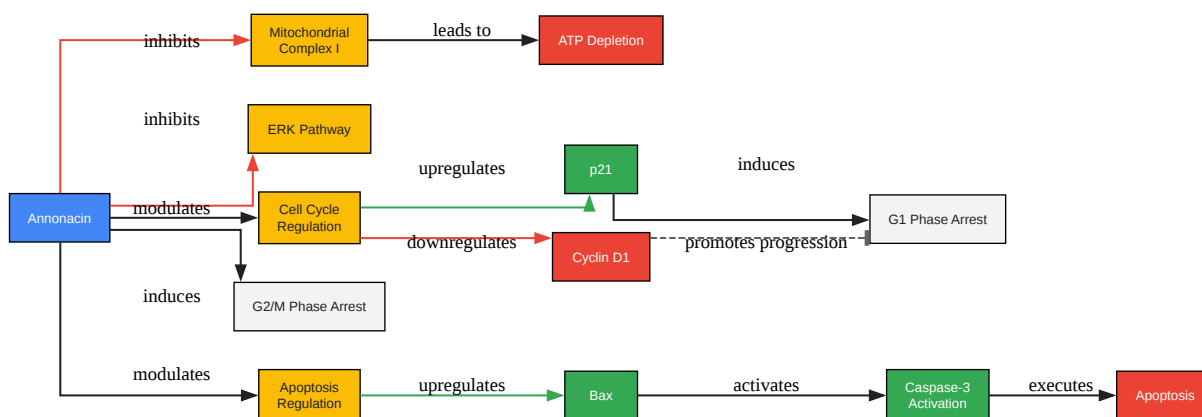 inhibits
Mitochondrial
Complex I
leads to
ATP Depletion
inhibits
ERK Pathway
upregulates
p21
induces
Annonacin
modulates
Cell Cycle
Regulation
G1 Phase Arrest
downregulates
Cyclin D1
promotes progression
induces
G2/M Phase Arrest
modulates
Apoptosis
Regulation
upregulates
Bax
activates
Caspase-3
Activation
executes
Apoptosis